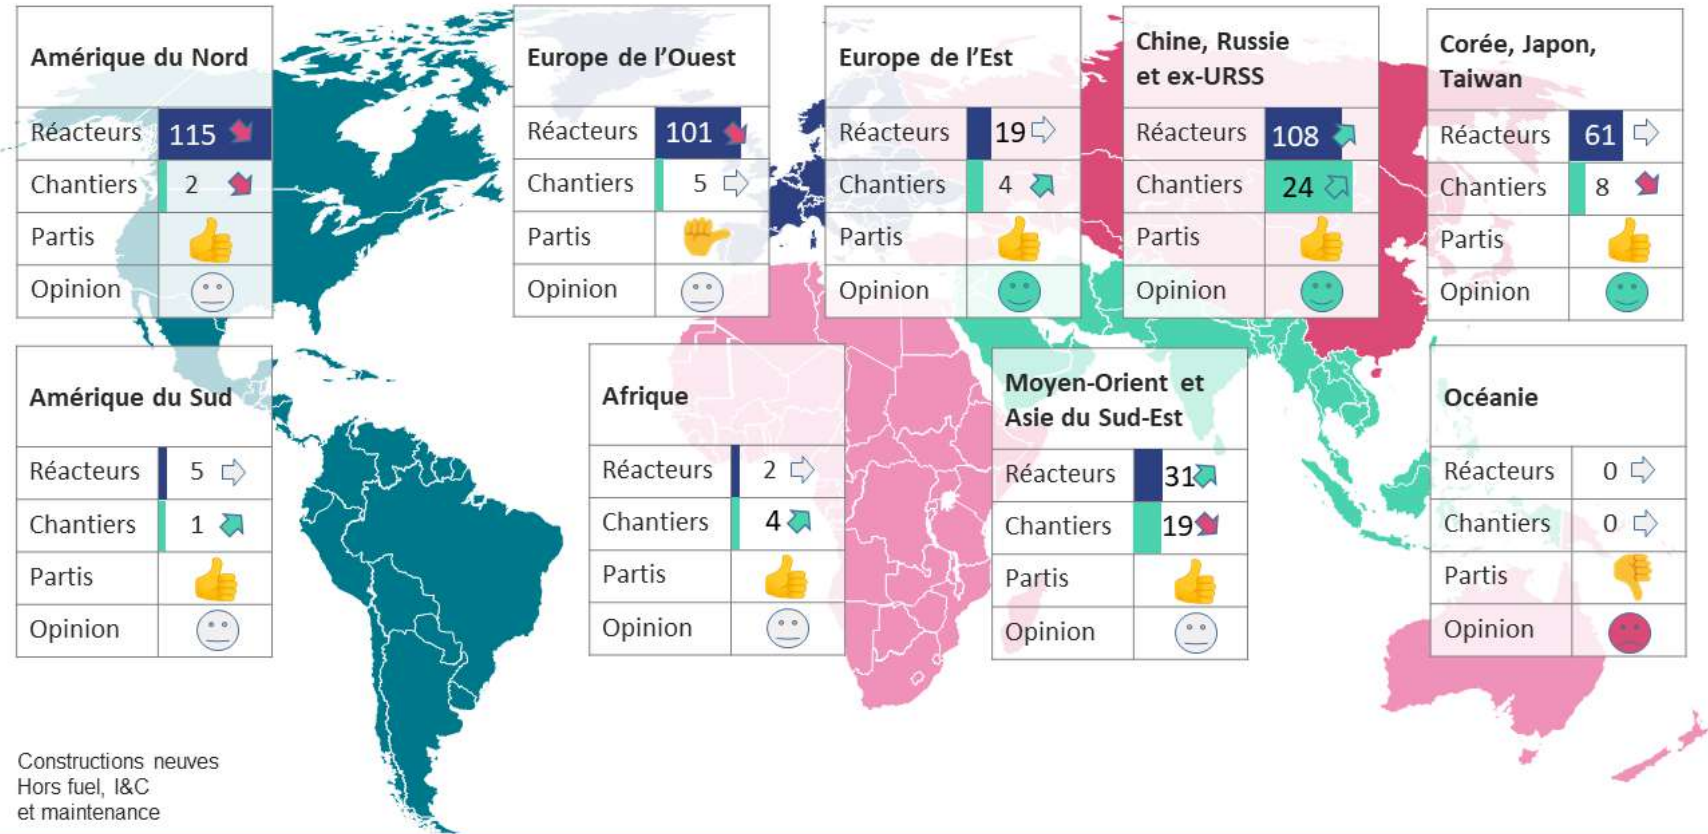 Amérique du Nord
Réacteurs 115
Chantiers 2
Partis
Opinion
Europe de l’Ouest
Réacteurs 101
Chantiers 5
Partis
Opinion
Europe de l’Est
Réacteurs 19
Chantiers 4
Partis
Opinion
Chine, Russie
et ex-URSS
Réacteurs 108
Chantiers 24
Partis
Opinion
Corée, Japon,
Taiwan
Réacteurs 61
Chantiers 8
Partis
Opinion
Amérique du Sud
Réacteurs 5
Chantiers 1
Partis
Opinion
Afrique
Réacteurs 2
Chantiers 4
Partis
Opinion
Moyen-Orient et
Asie du Sud-Est
Réacteurs 31
Chantiers 19
Partis
Opinion
Océanie
Réacteurs 0
Chantiers 0
Partis
Opinion
Constructions neuves
Hors fuel, I&C
et maintenance